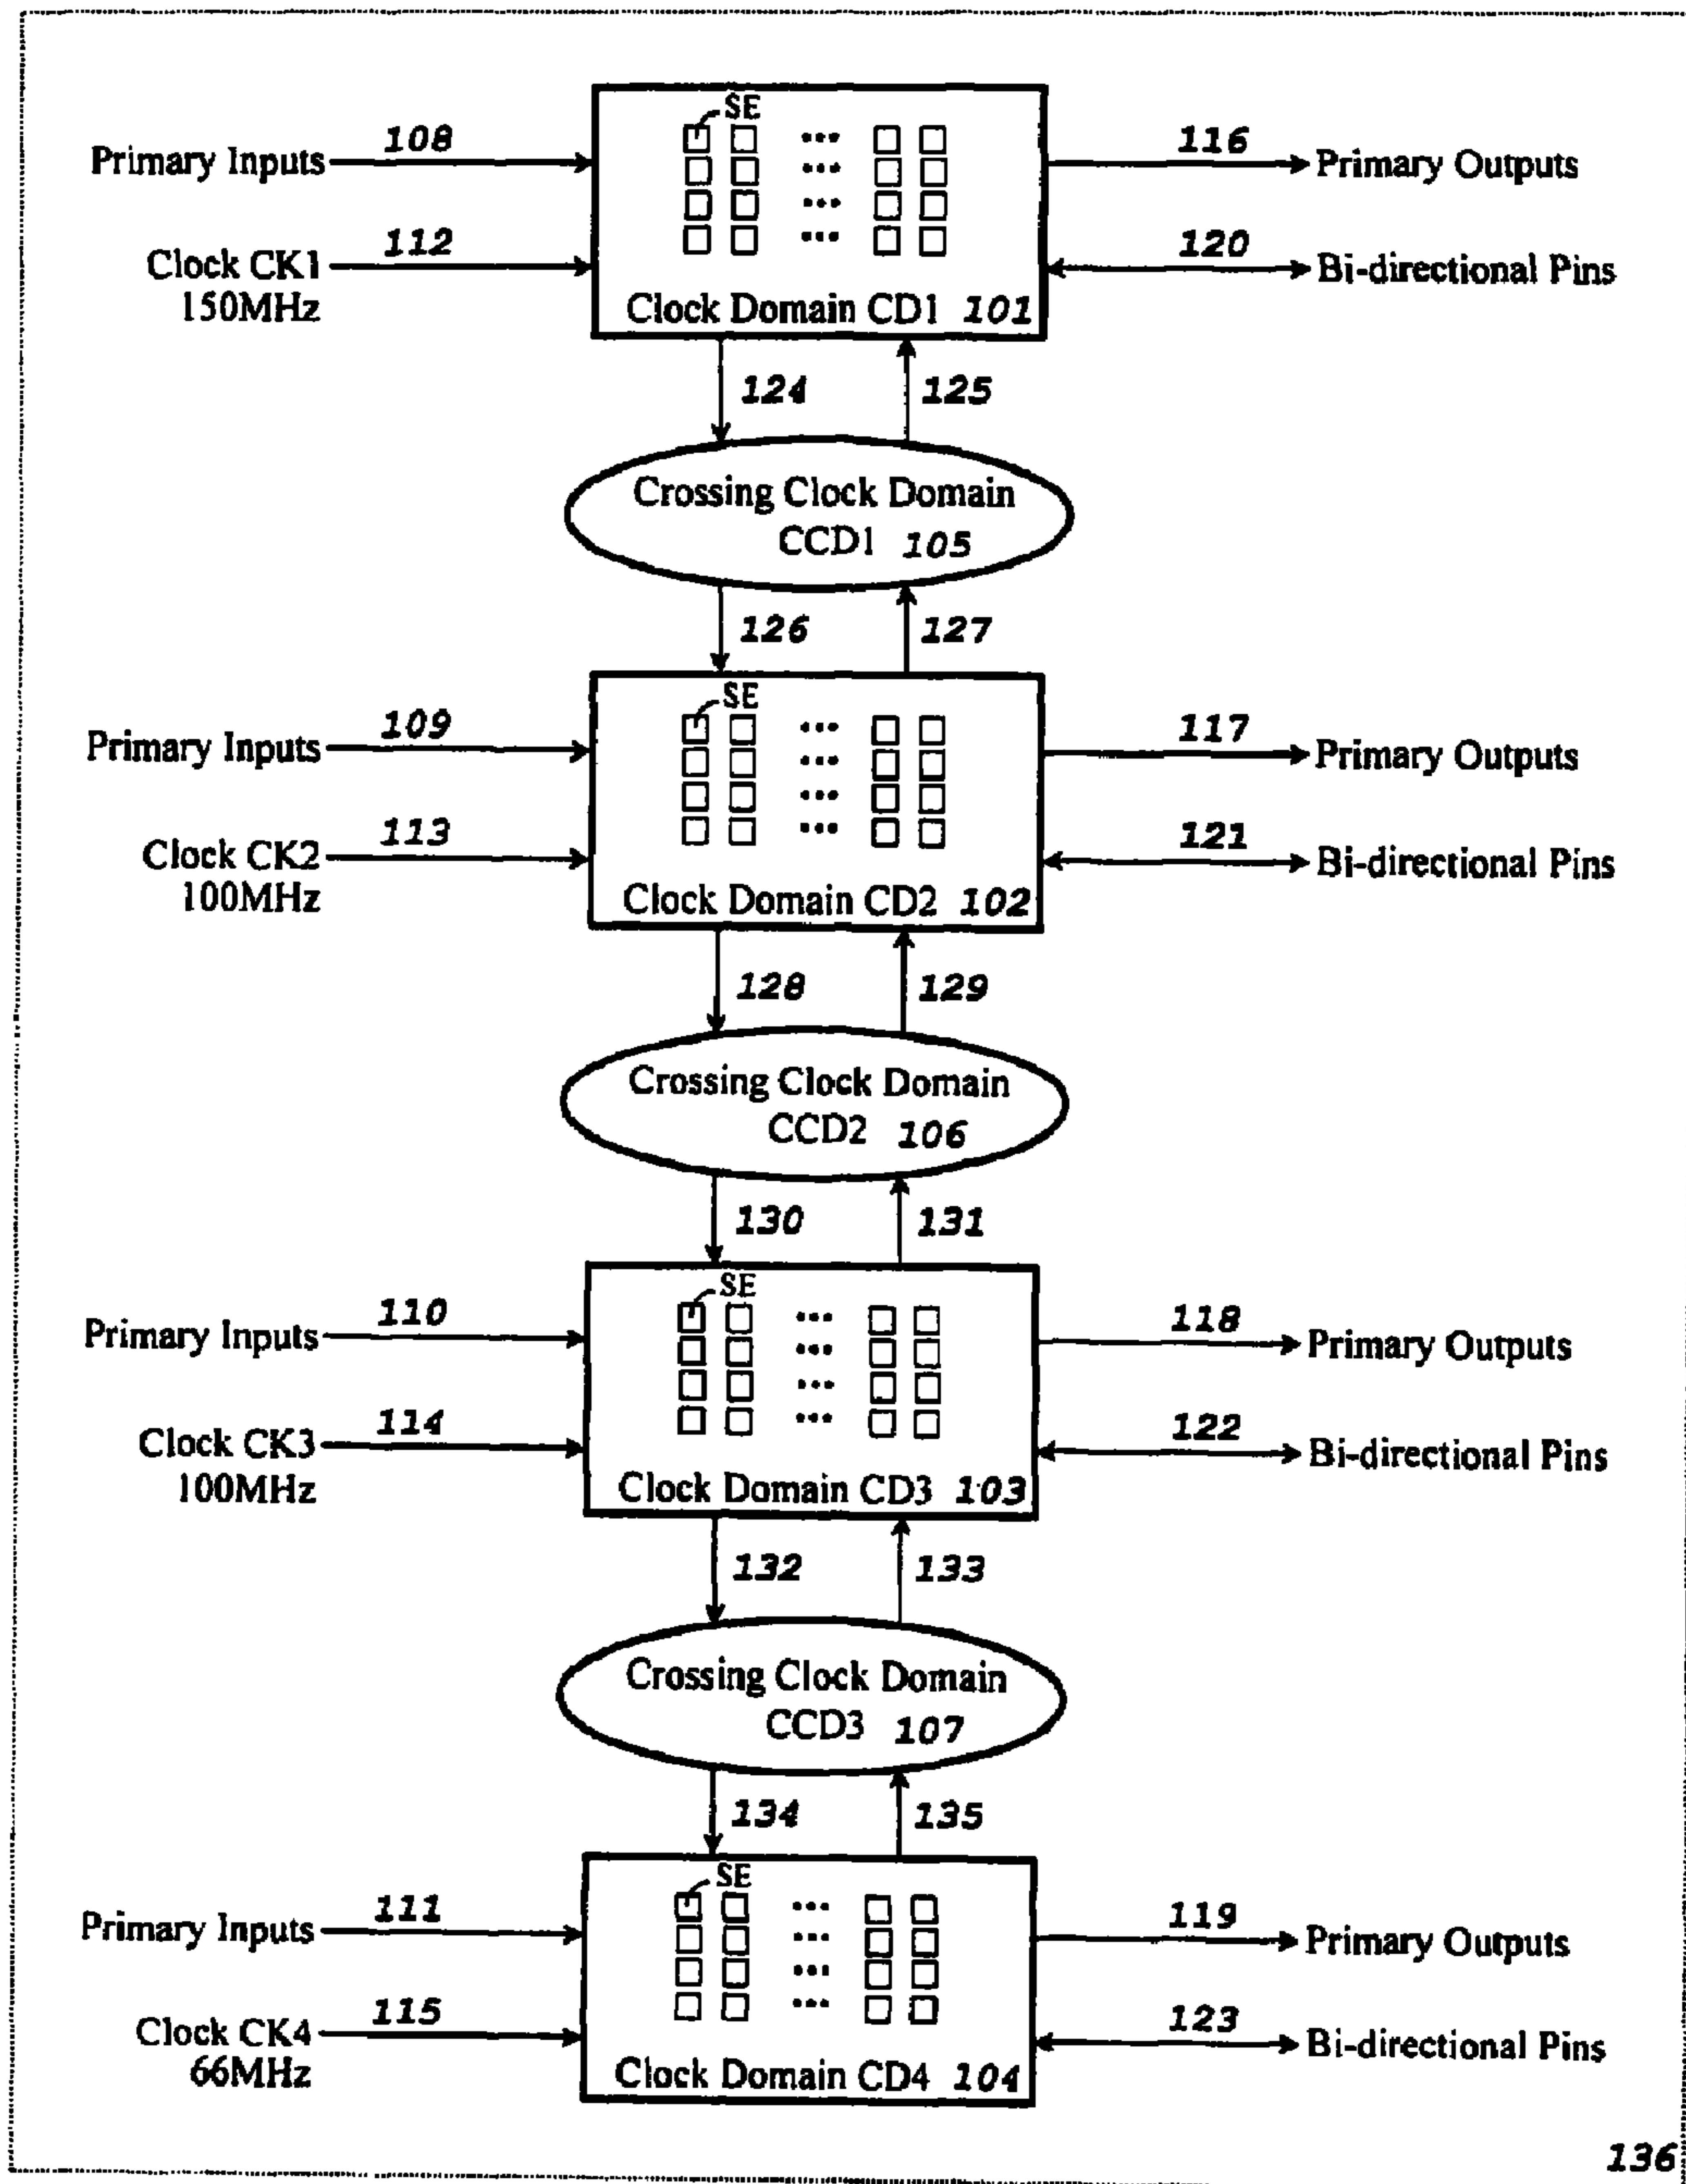 SE
Primary Inputs 108
116 Primary Outputs
Clock CK1 112
150MHz
120 Bi-directional Pins
Clock Domain CD1 101
124 125
Crossing Clock Domain
CCD1 105
126 127
SE
Primary Inputs 109
117 Primary Outputs
Clock CK2 113
100MHz
121 Bi-directional Pins
Clock Domain CD2 102
128 129
Crossing Clock Domain
CCD2 106
130 131
SE
Primary Inputs 110
118 Primary Outputs
Clock CK3 114
100MHz
122 Bi-directional Pins
Clock Domain CD3 103
132 133
Crossing Clock Domain
CCD3 107
134 135
SE
Primary Inputs 111
119 Primary Outputs
Clock CK4 115
66MHz
123 Bi-directional Pins
Clock Domain CD4 104
136